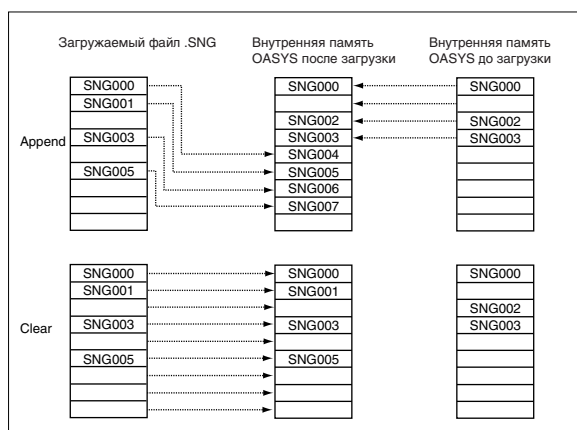 Загружаемый файл .SNG
Внутренняя память
OASYS после загрузки
Внутренняя память
OASYS до загрузки
Append
SNG000
SNG001
SNG003
SNG005
SNG000
SNG002
SNG003
SNG004
SNG005
SNG006
SNG007
SNG000
SNG002
SNG003
Clear
SNG000
SNG001
SNG003
SNG005
SNG000
SNG001
SNG003
SNG005
SNG000
SNG002
SNG003